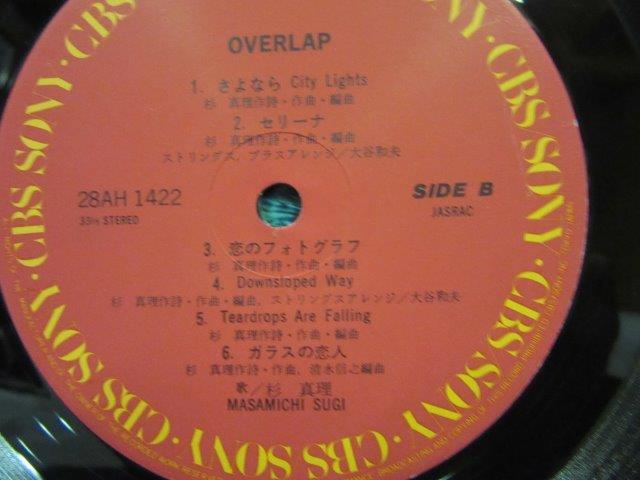 CBS/SONY · CBS/SONY · CBS/SONY · CBS/SONY · CBS SONY · CBS SONY · CBS
OVERLAP
1. さよなら City Lights
杉 真理作詩・作曲・編曲
2. セリーナ
杉 真理作詩・作曲・編曲
ストリングス、ブラスアレンジ/大谷和夫
28AH 1422
33⅓ STEREO
SIDE B
JASRAC
3. 恋のフォトグラフ
杉 真理作詩・作曲・編曲
4. Downsloped Way
杉 真理作詩・作曲・編曲、ストリングスアレンジ/大谷和夫
5. Teardrops Are Falling
杉 真理作詩・作曲・編曲
6. ガラスの恋人
杉 真理作詩・作曲、清水信之編曲
歌/杉 真理
MASAMICHI SUGI